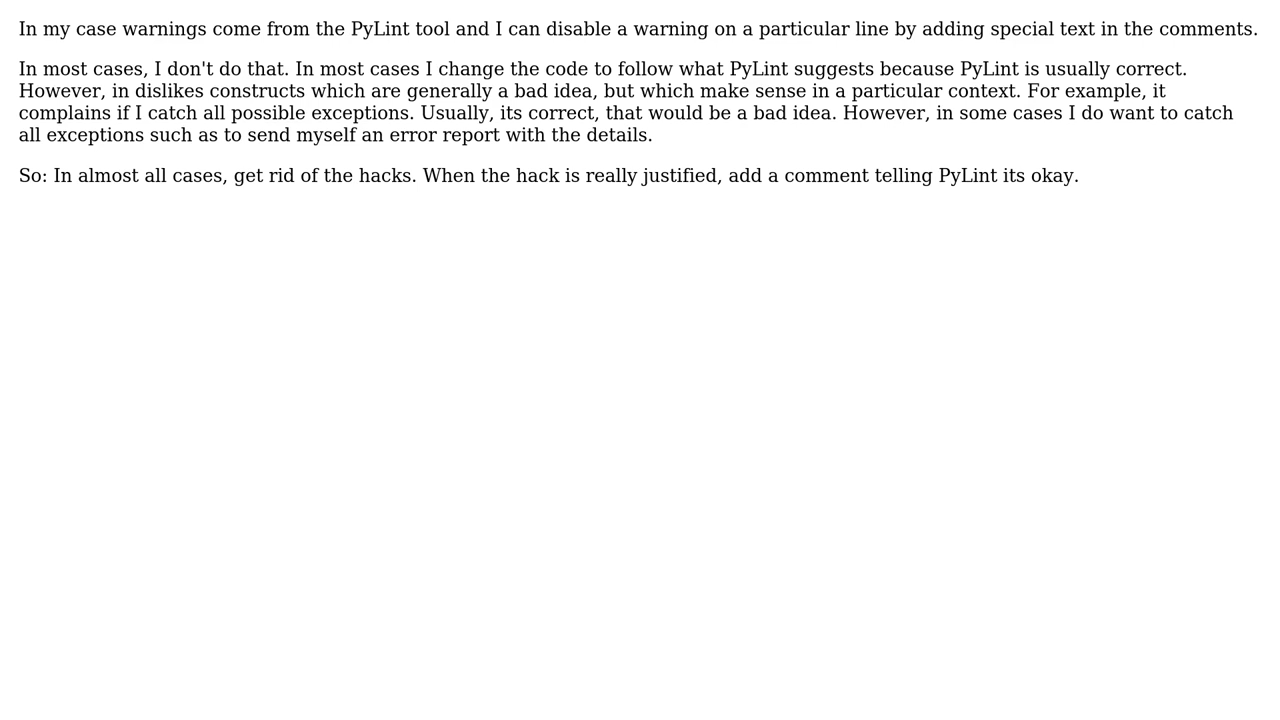 In my case warnings come from the PyLint tool and I can disable a warning on a particular line by adding special text in the comments.
In most cases, I don't do that. In most cases I change the code to follow what PyLint suggests because PyLint is usually correct.
However, in dislikes constructs which are generally a bad idea, but which make sense in a particular context. For example, it
complains if I catch all possible exceptions. Usually, its correct, that would be a bad idea. However, in some cases I do want to catch
all exceptions such as to send myself an error report with the details.
So: In almost all cases, get rid of the hacks. When the hack is really justified, add a comment telling PyLint its okay.